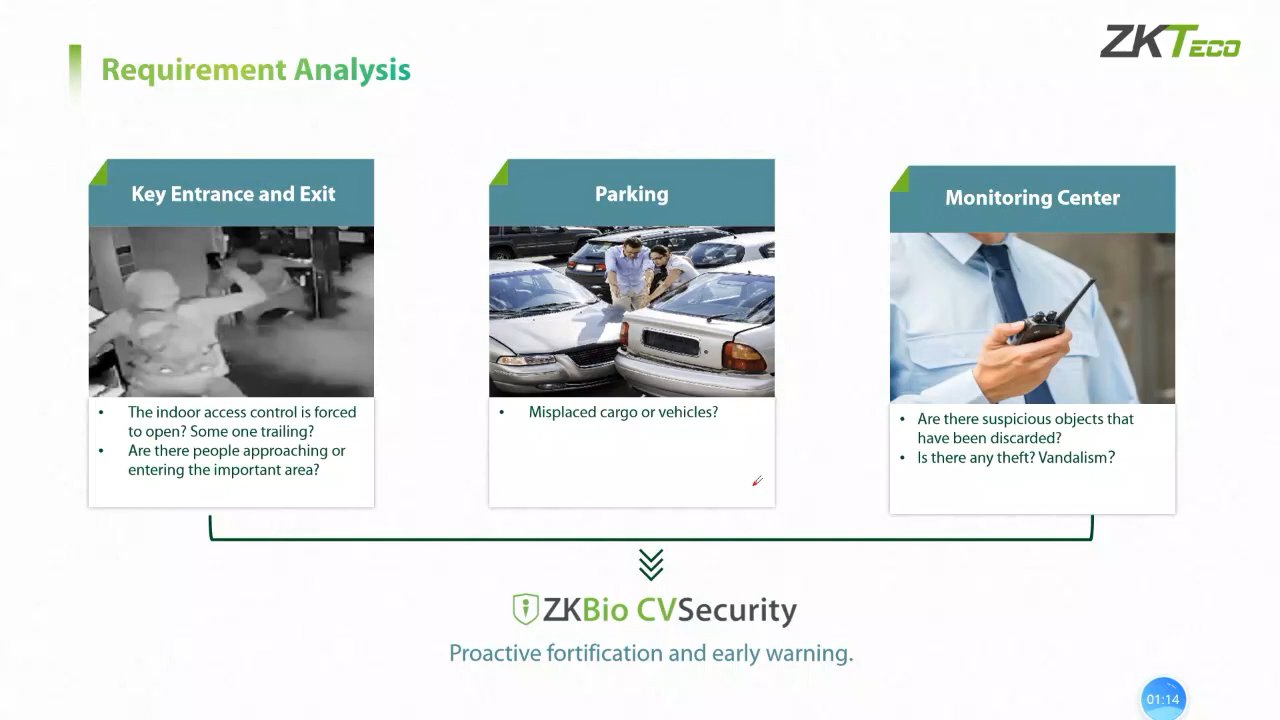 ZKTeco
Requirement Analysis
Key Entrance and Exit
• The indoor access control is forced
to open? Some one trailing?
• Are there people approaching or
entering the important area?
Parking
• Misplaced cargo or vehicles?
Monitoring Center
• Are there suspicious objects that
have been discarded?
• Is there any theft? Vandalism?
ZKBio CVSecurity
Proactive fortification and early warning.
01:14